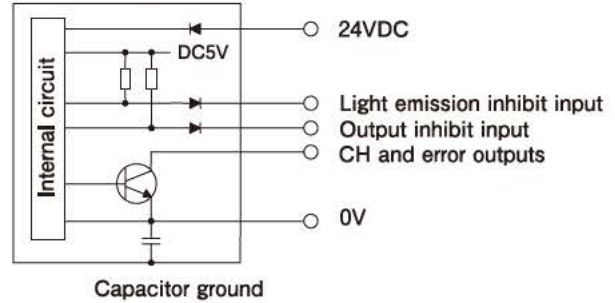 24VDC
DC5V
Internal circuit
Light emission inhibit input
Output inhibit input
CH and error outputs
0V
Capacitor ground